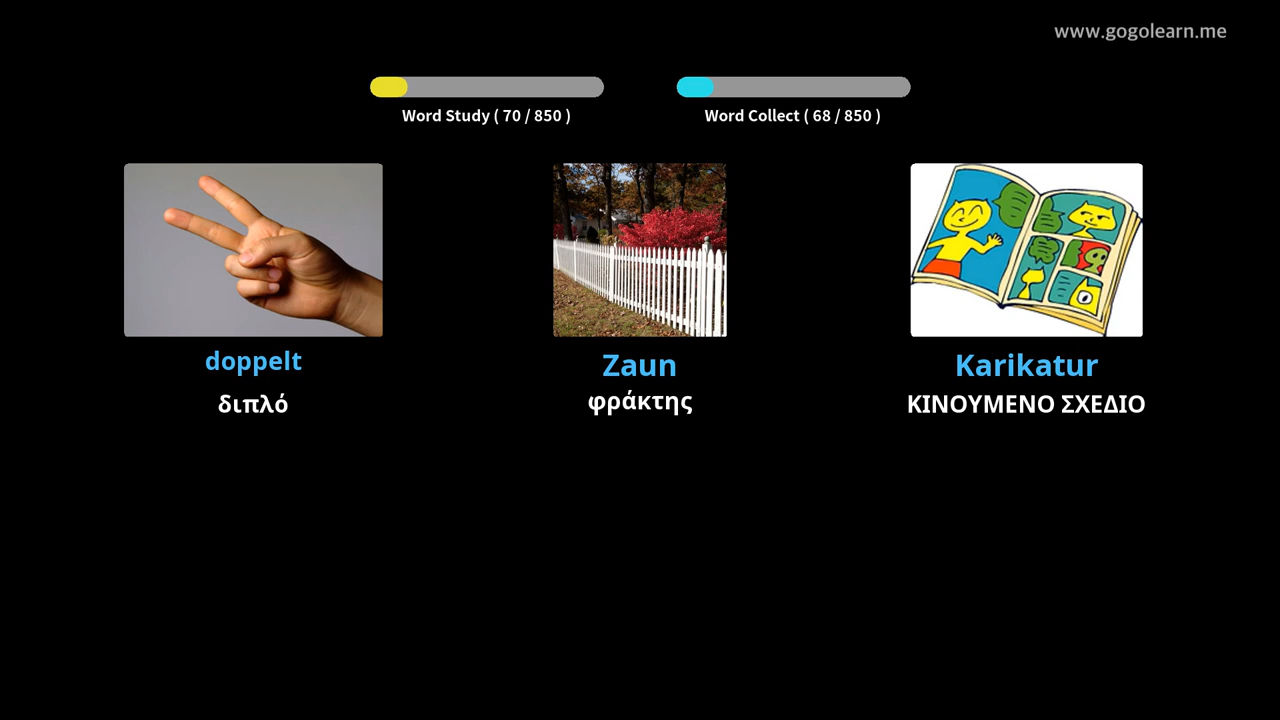 www.gogolearn.me
Word Study ( 70 / 850 )
Word Collect ( 68 / 850 )
doppelt
διπλό
Zaun
φράκτης
Karikatur
ΚΙΝΟΥΜΕΝΟ ΣΧΕΔΙΟ